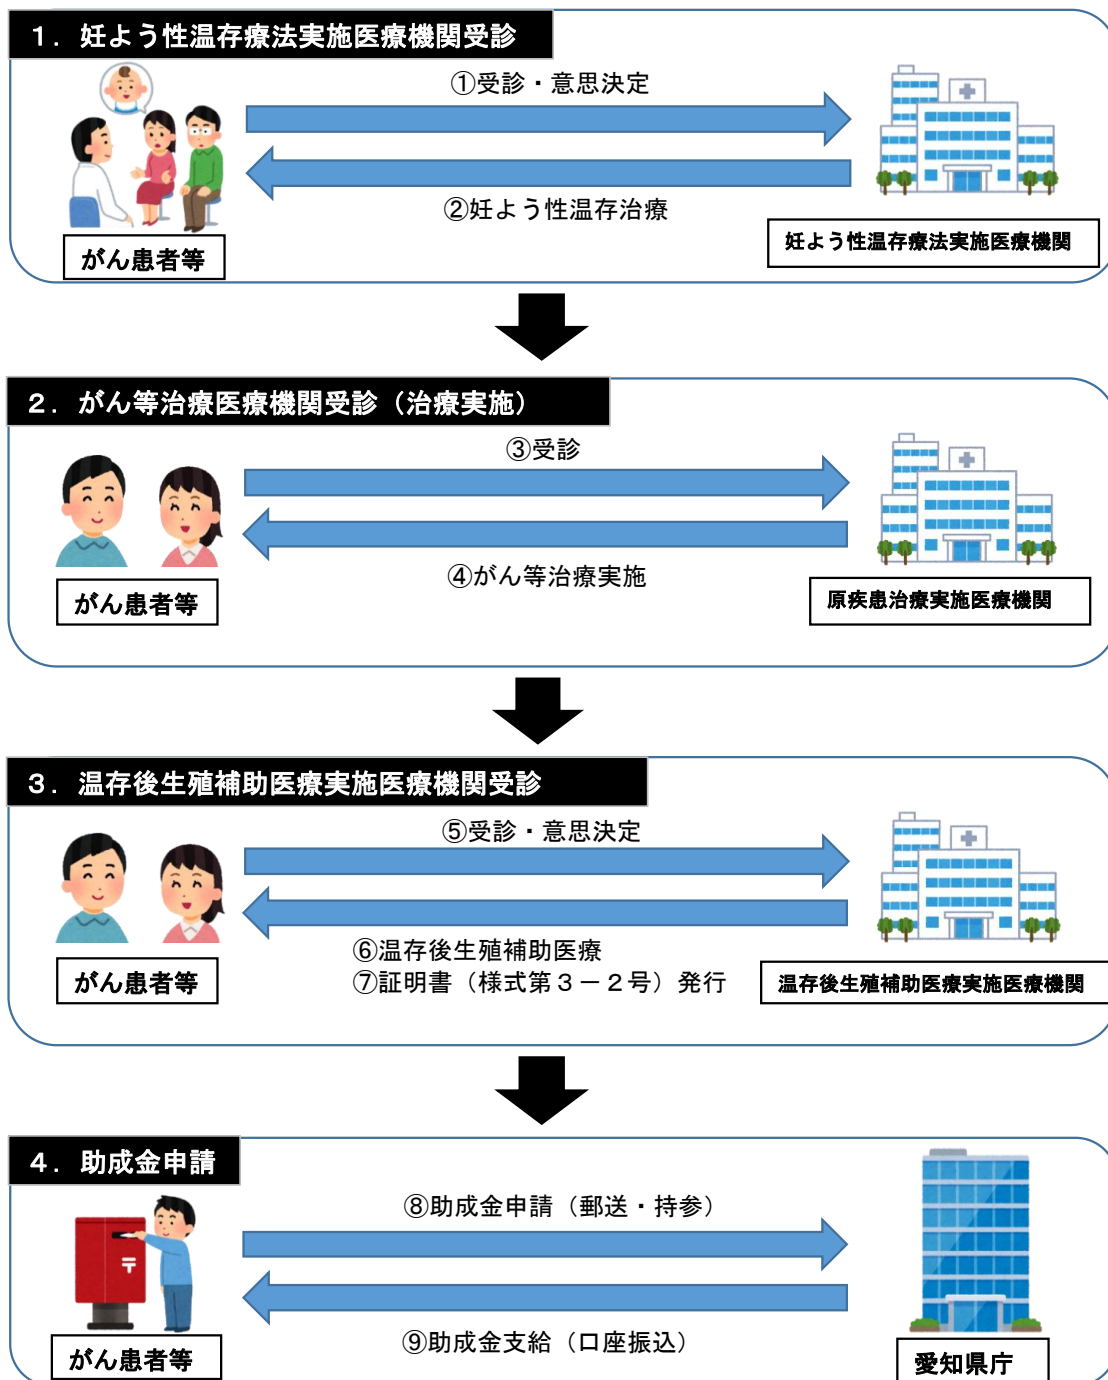 １．妊よう性温存療法実施医療機関受診
①受診・意思決定
②妊よう性温存治療
がん患者等
妊よう性温存療法実施医療機関
２．がん等治療医療機関受診（治療実施）
③受診
④がん等治療実施
がん患者等
原疾患治療実施医療機関
３．温存後生殖補助医療実施医療機関受診
⑤受診・意思決定
⑥温存後生殖補助医療
⑦証明書（様式第３－２号）発行
がん患者等
温存後生殖補助医療実施医療機関
４．助成金申請
⑧助成金申請（郵送・持参）
〒
⑨助成金支給（口座振込）
がん患者等
愛知県庁